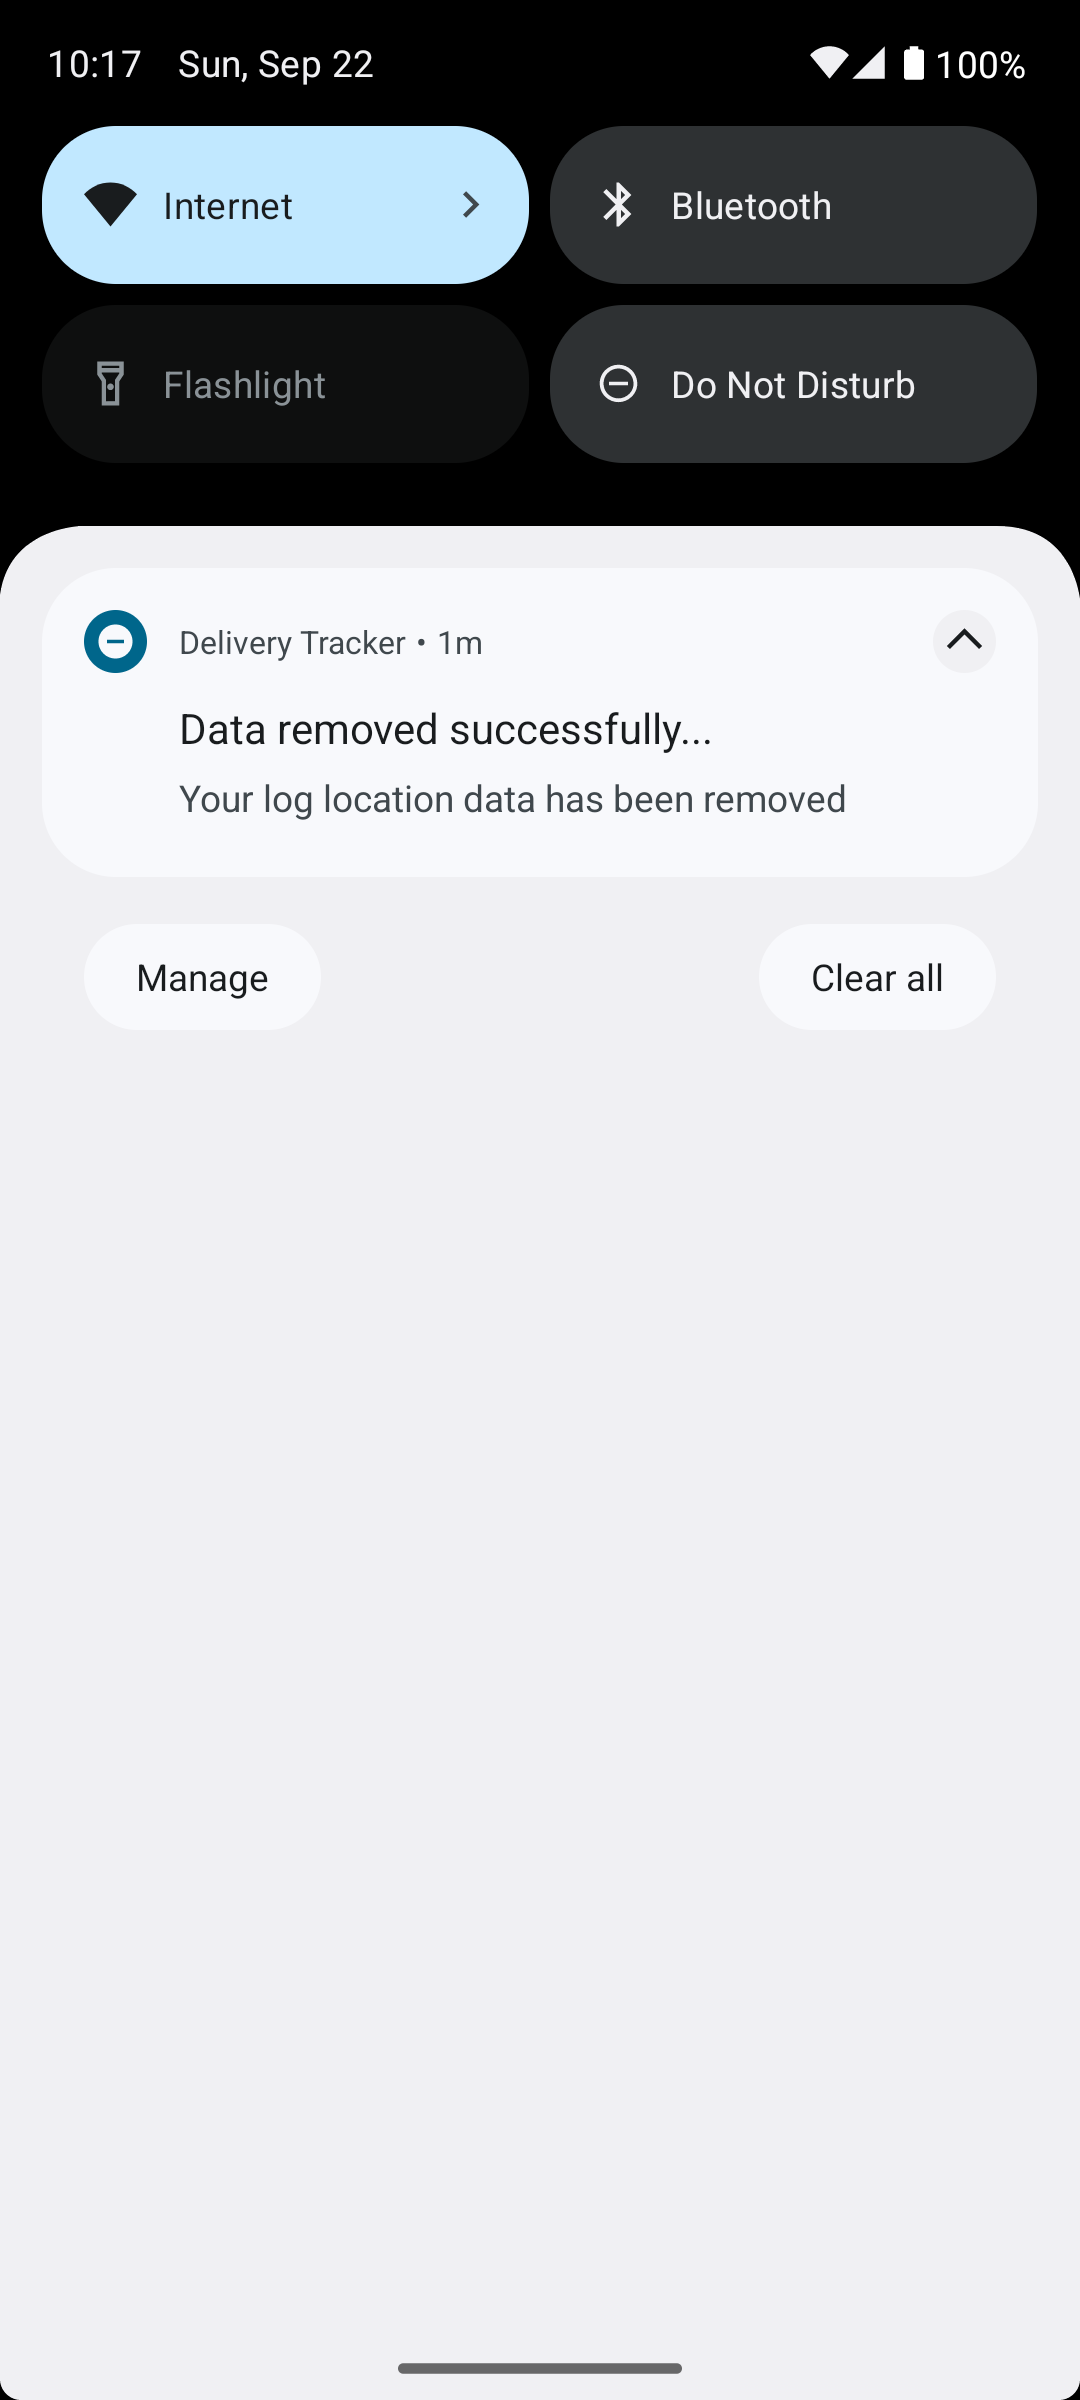 10:17 Sun, Sep 22 100%
Internet
Bluetooth
Flashlight
Do Not Disturb
Delivery Tracker • 1m
Data removed successfully...
Your log location data has been removed
Manage
Clear all